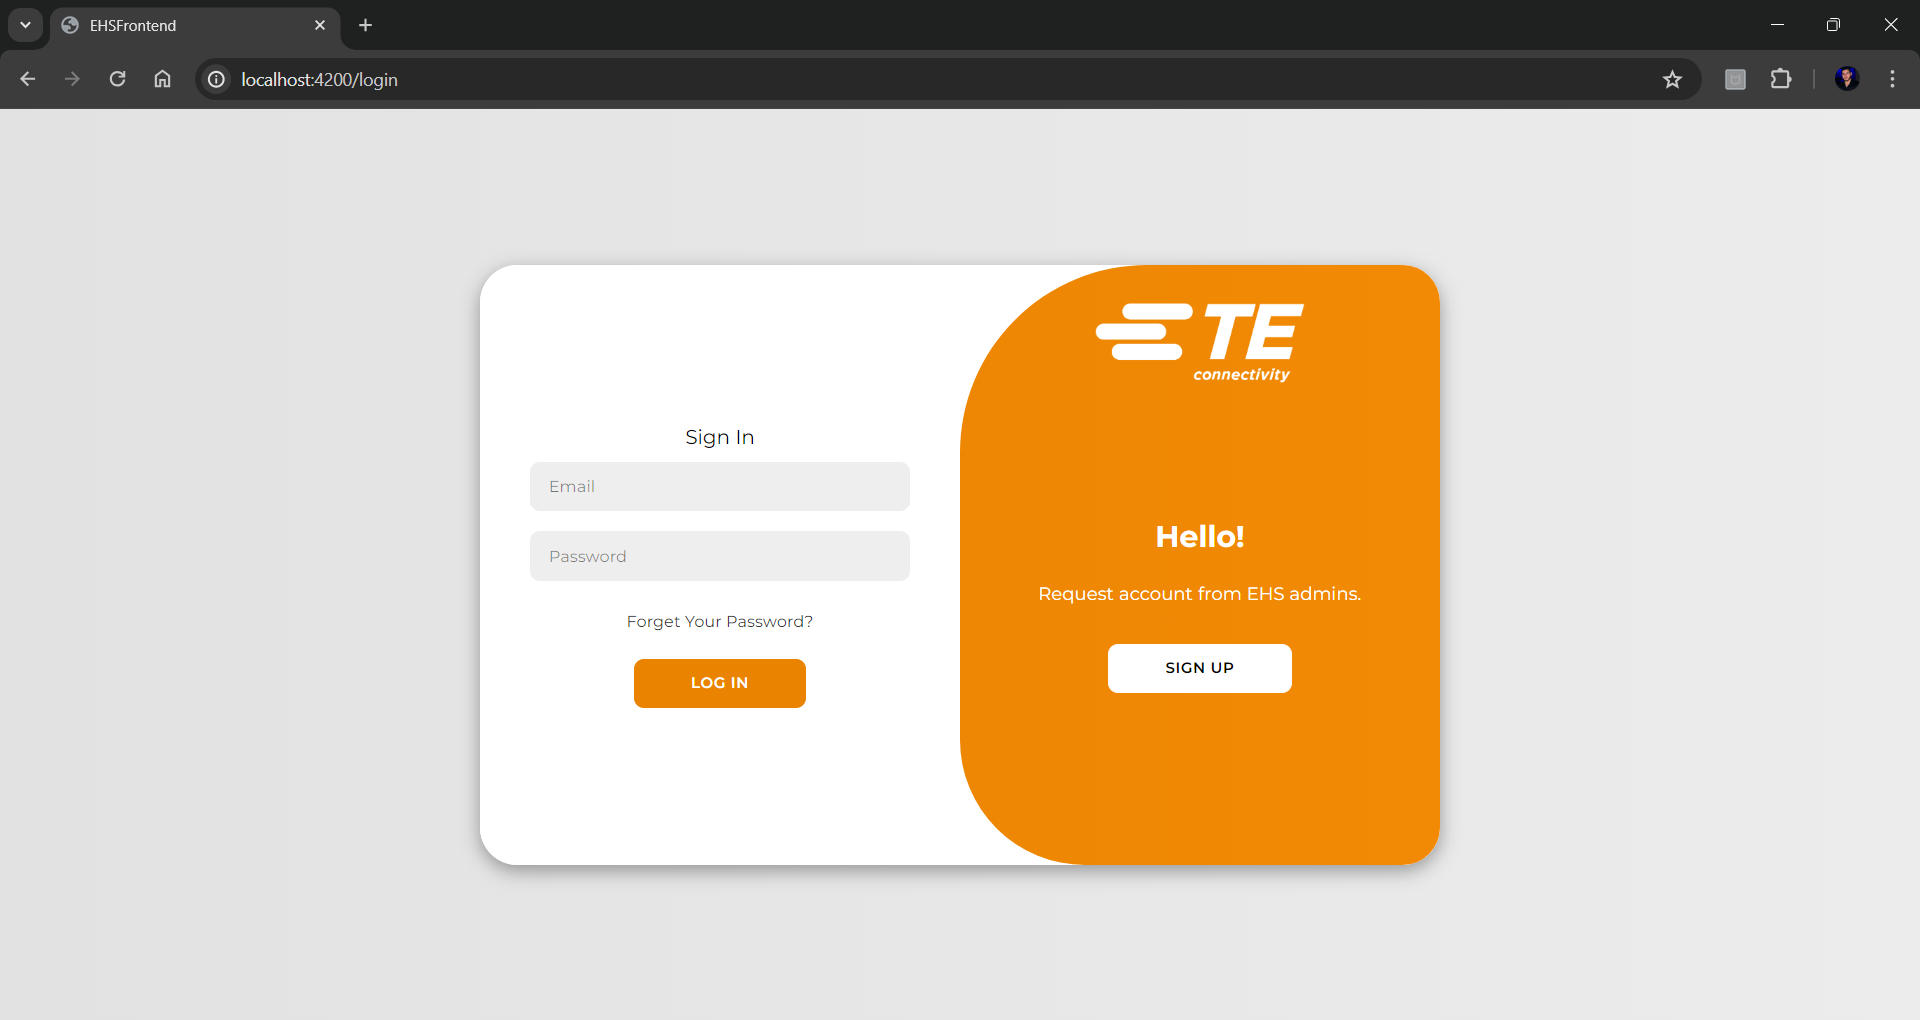 EHSFrontend
localhost:4200/login
Sign In
Email
Password
Forget Your Password?
LOG IN
TE
connectivity
Hello!
Request account from EHS admins.
SIGN UP